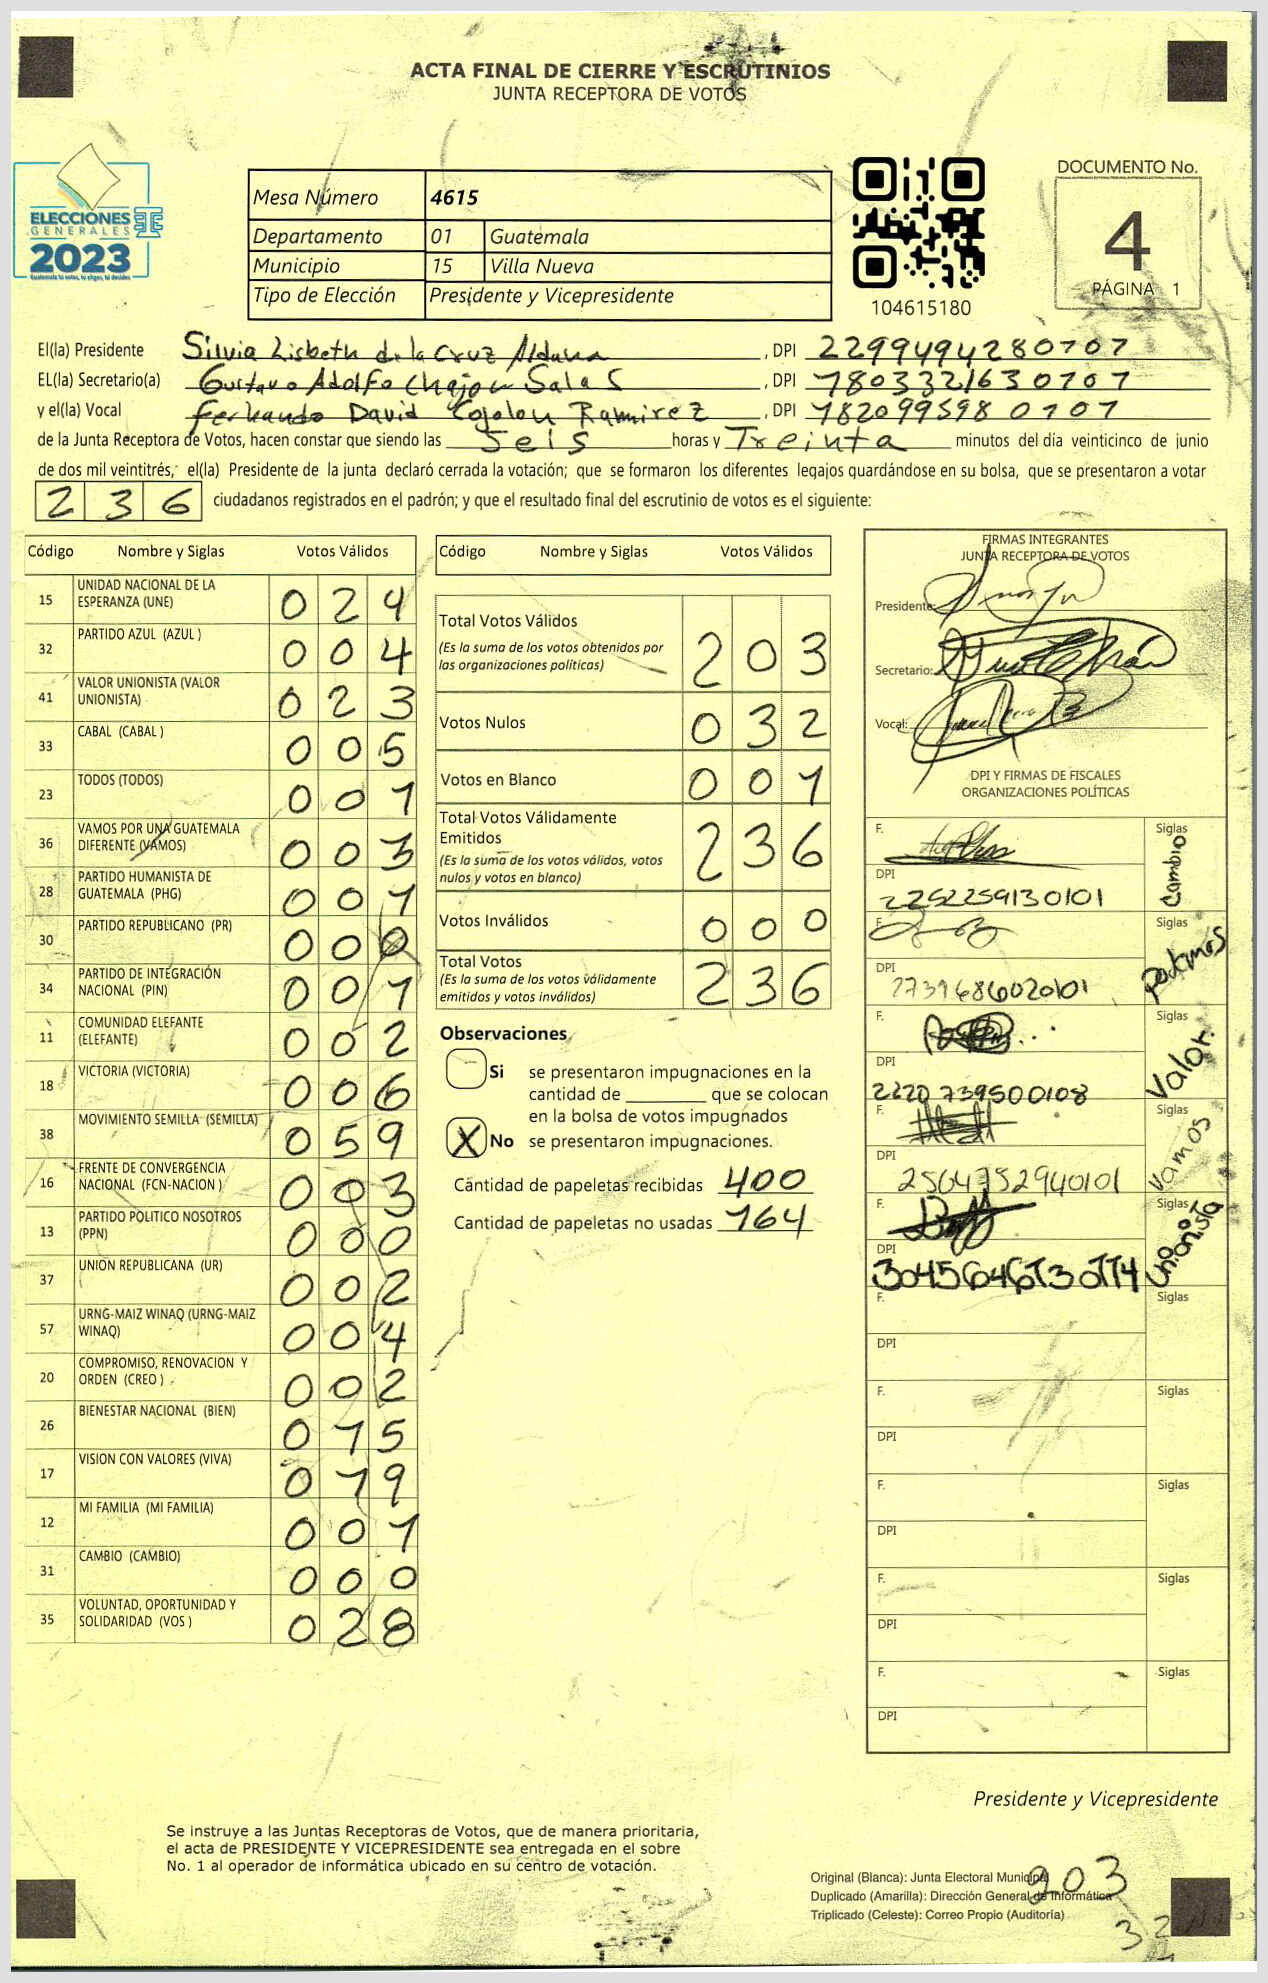 ACTA FINAL DE CIERRE Y ESCRUTINIOS
JUNTA RECEPTORA DE VOTOS
ELECCIONES
GENERALES
2023
Mesa Número 4615
Departamento 01 Guatemala
Municipio 15 Villa Nueva
Tipo de Elección Presidente y Vicepresidente
104615180
DOCUMENTO No.
4
PÁGINA 1
El(la) Presidente Silvia Lisbeth de la Cruz Aldana, DPI 2299494280707
EL(la) Secretario(a) Gustavo Adolfo Chajon Salas, DPI
y el(la) Vocal Fernando David Cojolon Ramirez, DPI
de la Junta Receptora de Votos, hacen constar que siendo las Seis horas y Treinta minutos del día veinticinco de junio
de dos mil veintitrés, el(la) Presidente de la junta declaró cerrada la votación; que se formaron los diferentes legajos quardándose en su bolsa, que se presentaron a votar
236 ciudadanos registrados en el padrón; y que el resultado final del escrutinio de votos es el siguiente:
Código Nombre y Siglas Votos Válidos
15 UNIDAD NACIONAL DE LA ESPERANZA (UNE) 024
32 PARTIDO AZUL (AZUL ) 004
41 VALOR UNIONISTA (VALOR UNIONISTA) 023
33 CABAL (CABAL ) 005
23 TODOS (TODOS) 001
36 VAMOS POR UNA GUATEMALA DIFERENTE (VAMOS) 003
28 PARTIDO HUMANISTA DE GUATEMALA (PHG) 001
30 PARTIDO REPUBLICANO (PR) 000
34 PARTIDO DE INTEGRACIÓN NACIONAL (PIN) 001
11 COMUNIDAD ELEFANTE (ELEFANTE) 002
18 VICTORIA (VICTORIA) 006
38 MOVIMIENTO SEMILLA (SEMILLA) 059
16 FRENTE DE CONVERGENCIA NACIONAL (FCN-NACION ) 003
13 PARTIDO POLITICO NOSOTROS (PPN) 000
37 UNION REPUBLICANA (UR) 002
57 URNG-MAIZ WINAQ (URNG-MAIZ WINAQ) 004
20 COMPROMISO, RENOVACION Y ORDEN (CREO ) 002
26 BIENESTAR NACIONAL (BIEN) 015
17 VISION CON VALORES (VIVA) 019
12 MI FAMILIA (MI FAMILIA) 001
31 CAMBIO (CAMBIO) 000
35 VOLUNTAD, OPORTUNIDAD Y SOLIDARIDAD (VOS ) 028
Código Nombre y Siglas Votos Válidos
Total Votos Válidos 203
(Es la suma de los votos obtenidos por
las organizaciones políticas)
Votos Nulos 032
Votos en Blanco 001
Total Votos Válidamente
Emitidos 236
(Es la suma de los votos válidos, votos
nulos y votos en blanco)
Votos Inválidos 000
Total Votos 236
(Es la suma de los votos válidamente
emitidos y votos inválidos)
Observaciones
Si se presentaron impugnaciones en la
cantidad de ________ que se colocan
en la bolsa de votos impugnados
X No se presentaron impugnaciones.
Cantidad de papeletas recibidas 400
Cantidad de papeletas no usadas 164
FIRMAS INTEGRANTES
JUNTA RECEPTORA DE VOTOS
Presidente:
Secretario:
Vocal:
DPI Y FIRMAS DE FISCALES
ORGANIZACIONES POLÍTICAS
F. Siglas Cambio
DPI 2252259130101
F. Siglas podemos
DPI 2739686020101
F. Siglas Valor.
DPI 2220739500108
F. Siglas Vamos
DPI 2504752940101
F. Siglas Unionista
DPI
F. Siglas
DPI
F. Siglas
DPI
F. Siglas
DPI
F. Siglas
DPI
F. Siglas
DPI
Presidente y Vicepresidente
Se instruye a las Juntas Receptoras de Votos, que de manera prioritaria,
el acta de PRESIDENTE Y VICEPRESIDENTE sea entregada en el sobre
No. 1 al operador de informática ubicado en su centro de votación.
Original (Blanca): Junta Electoral Municipal
Duplicado (Amarilla): Dirección General de Informática
Triplicado (Celeste): Correo Propio (Auditoría)
203
32